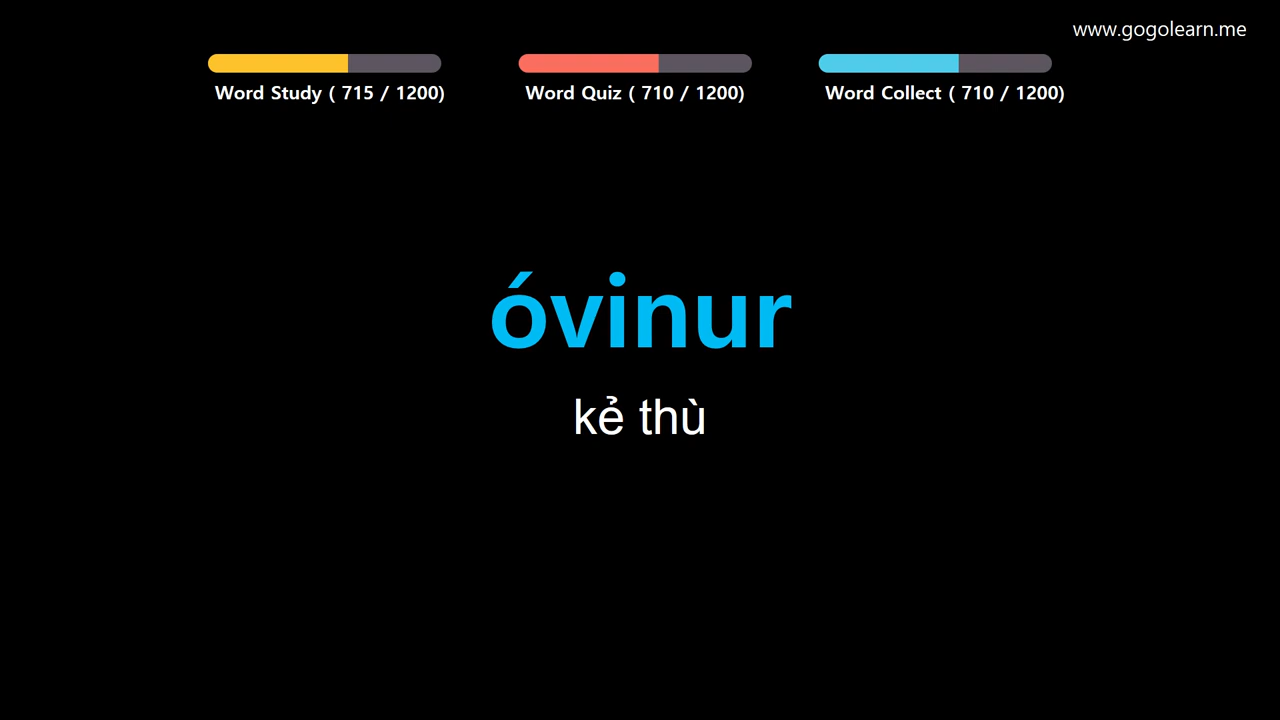 www.gogolearn.me
Word Study ( 715 / 1200)
Word Quiz ( 710 / 1200)
Word Collect ( 710 / 1200)
óvinur
kẻ thù